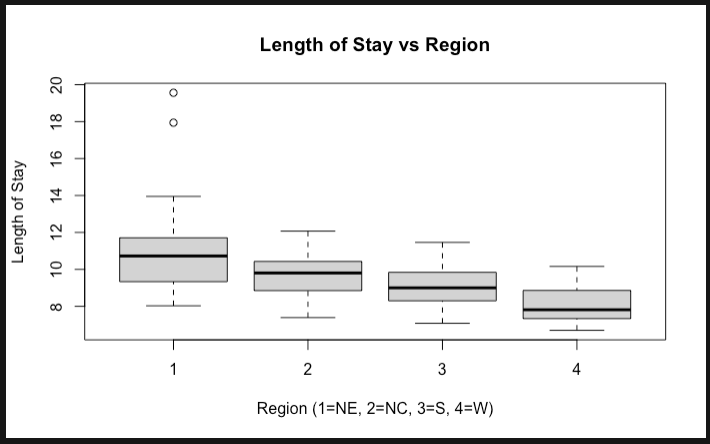 Length of Stay vs Region
Length of Stay
20
18
16
14
12
10
8
1 2 3 4
Region (1=NE, 2=NC, 3=S, 4=W)